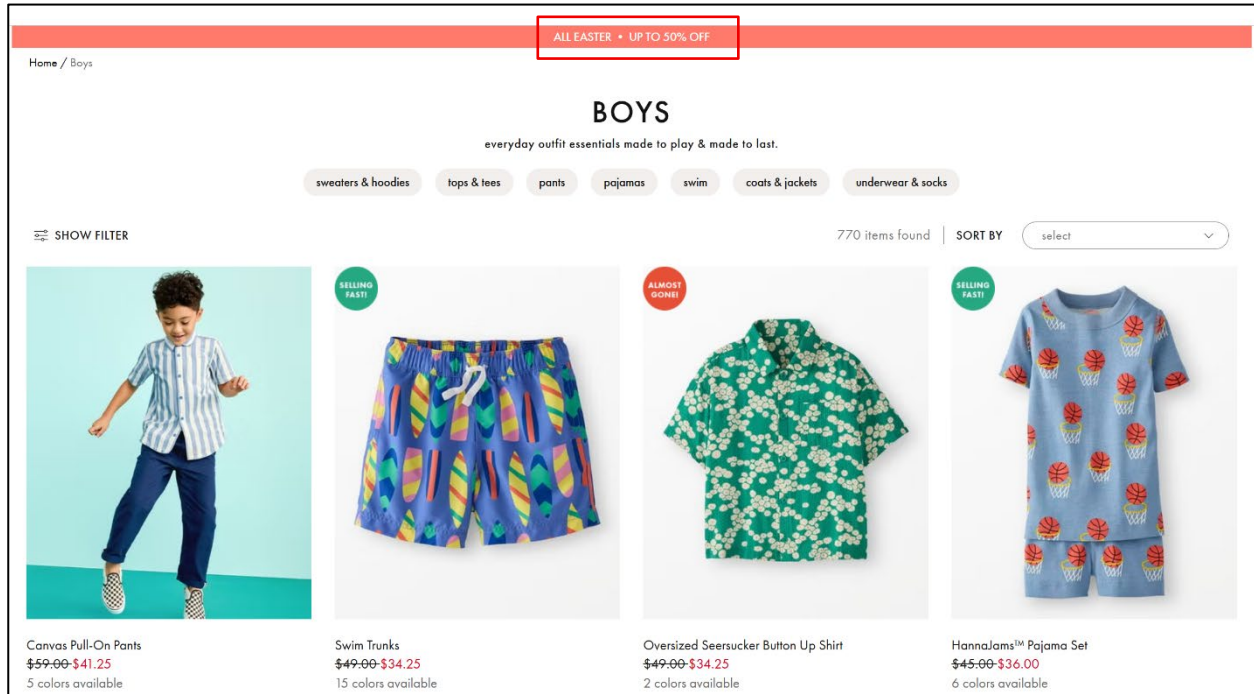 ALL EASTER • UP TO 50% OFF
Home / Boys
BOYS
everyday outfit essentials made to play & made to last.
sweaters & hoodies tops & tees pants pajamas swim coats & jackets underwear & socks
SHOW FILTER 770 items found SORT BY select
SELLING
FAST!
ALMOST
GONE!
SELLING
FAST!
Canvas Pull-On Pants
$59.00 $41.25
5 colors available
Swim Trunks
$49.00 $34.25
15 colors available
Oversized Seersucker Button Up Shirt
$49.00 $34.25
2 colors available
HannaJams™ Pajama Set
$45.00 $36.00
6 colors available